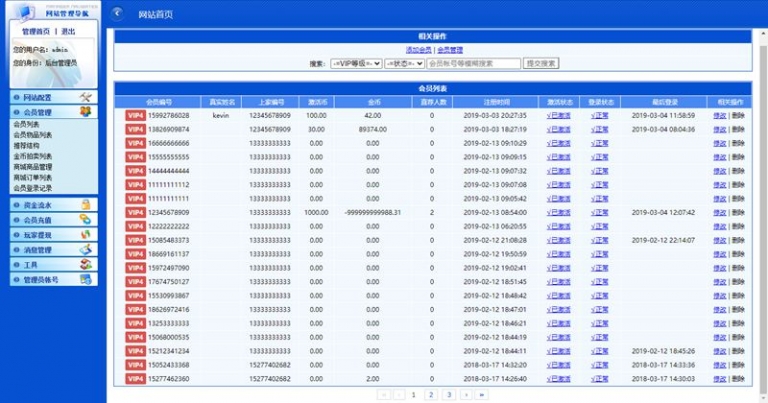 网站管理导航
管理首页 | 退出
您的用户名：admin
您的身份：后台管理员
网站配置
会员管理
会员列表
会员物品列表
推荐结构
金币拍卖列表
商城商品管理
商城订单列表
会员登录记录
资金流水
会员充值
玩家提现
消息管理
工具
管理员帐号
网站首页
相关操作
添加会员 | 会员管理
搜索： -=VIP等级=- -=状态=- 会员账号等模糊搜索 提交搜索
会员列表
会员编号 真实姓名 上家编号 激活币 金币 直荐人数 注册时间 激活状态 登录状态 最后登录 相关操作
VIP4 15992786028 kevin 12345678909 100.00 42.00 0 2019-03-03 20:27:35 √已激活 √正常 2019-03-04 11:58:59 修改 | 删除
VIP4 13826909874 12345678909 30.00 89374.00 0 2019-03-03 18:27:19 √已激活 √正常 2019-03-04 08:04:36 修改 | 删除
VIP4 16666666666 13333333333 0.00 0.00 0 2019-02-13 09:10:29 √已激活 √正常 修改 | 删除
VIP4 15555555555 13333333333 0.00 0.00 0 2019-02-13 09:09:15 √已激活 √正常 修改 | 删除
VIP4 14444444444 13333333333 0.00 0.00 0 2019-02-13 09:07:32 √已激活 √正常 修改 | 删除
VIP4 11111111112 13333333333 0.00 0.00 0 2019-02-13 09:07:08 √已激活 √正常 修改 | 删除
VIP4 11111111111 13333333333 0.00 0.00 0 2019-02-13 09:05:42 √已激活 √正常 修改 | 删除
VIP4 12345678909 13333333333 1000.00 -999999999988.31 2 2019-02-13 08:54:00 √已激活 √正常 2019-03-04 12:07:42 修改 | 删除
VIP4 12222222222 13333333333 0.00 0.00 0 2019-02-13 06:20:55 √已激活 √正常 修改 | 删除
VIP4 15085483373 13333333333 0.00 0.00 0 2019-02-12 21:08:28 √已激活 √正常 2019-02-12 22:14:07 修改 | 删除
VIP4 18669161137 13333333333 0.00 0.00 0 2019-02-12 19:50:59 √已激活 √正常 修改 | 删除
VIP4 15972497090 13333333333 0.00 0.00 0 2019-02-12 19:02:41 √已激活 √正常 修改 | 删除
VIP4 17674750127 13333333333 0.00 0.00 0 2019-02-12 18:51:45 √已激活 √正常 修改 | 删除
VIP4 15530993867 13333333333 0.00 0.00 0 2019-02-12 18:48:42 √已激活 √正常 修改 | 删除
VIP4 18626972416 13333333333 0.00 0.00 0 2019-02-12 18:47:01 √已激活 √正常 修改 | 删除
VIP4 13253333333 13333333333 0.00 0.00 0 2019-02-12 18:46:21 √已激活 √正常 修改 | 删除
VIP4 15068000535 13333333333 0.00 0.00 0 2019-02-12 18:44:19 √已激活 √正常 修改 | 删除
VIP4 15212341234 13333333333 0.00 0.00 0 2019-02-12 18:44:11 √已激活 √正常 2019-02-12 18:45:26 修改 | 删除
VIP4 15052433368 15277402682 0.00 0.00 0 2018-03-17 14:32:20 √已激活 √正常 2018-03-17 14:33:36 修改 | 删除
VIP4 15277462360 15277402682 0.00 2.00 0 2018-03-17 14:26:40 √已激活 √正常 2018-03-17 14:30:03 修改 | 删除
‹‹ ‹ 1 2 3 › ››